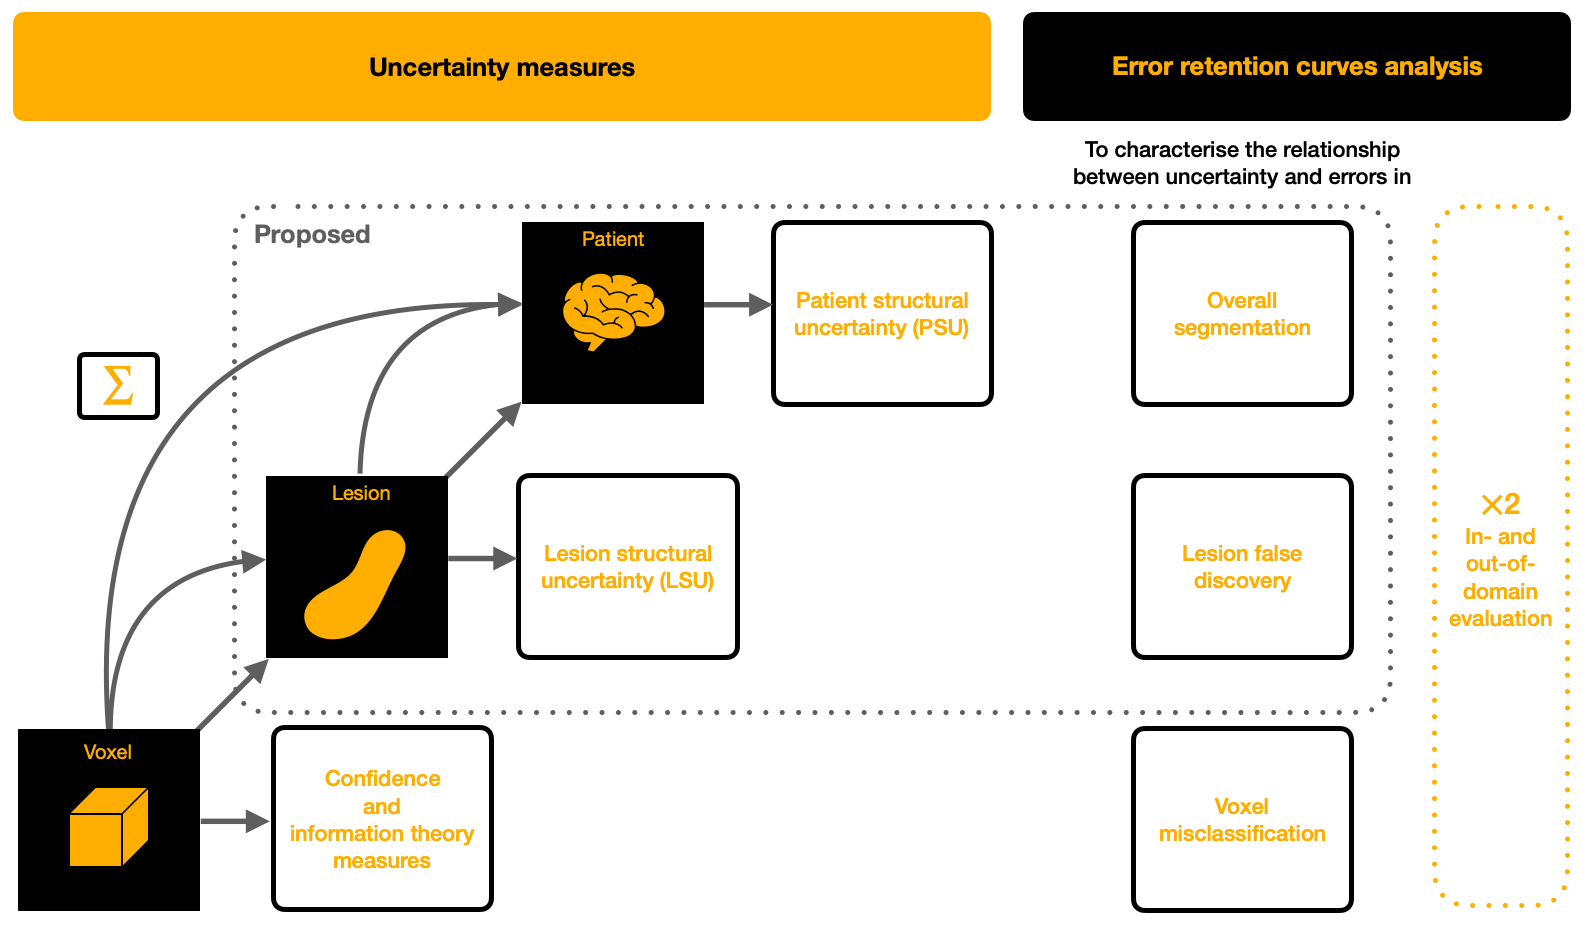 Uncertainty measures
Error retention curves analysis
To characterise the relationship
between uncertainty and errors in
Proposed
Patient
Patient structural
uncertainty (PSU)
Overall
segmentation
Σ
Lesion
Lesion structural
uncertainty (LSU)
Lesion false
discovery
×2
In- and
out-of-
domain
evaluation
Voxel
Confidence
and
information theory
measures
Voxel
misclassification